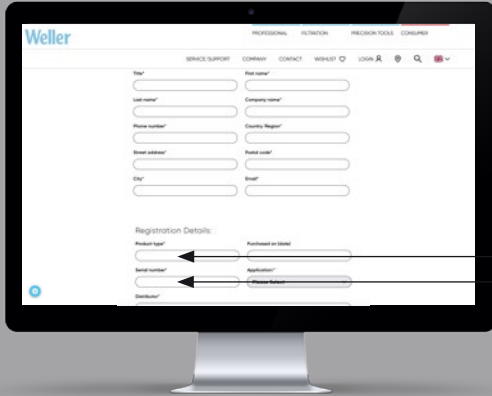 Weller
PROFESSIONAL FILTRATION PRECISION TOOLS CONSUMER
SERVICE/SUPPORT COMPANY CONTACT WISHLIST LOGIN
Title* First name*
Last name* Company name*
Phone number* Country/Region*
Street address* Postal code*
City* Email*
Registration Details:
Product type* Purchased on (date)
Serial number* Application:*
Please Select
Distributor*